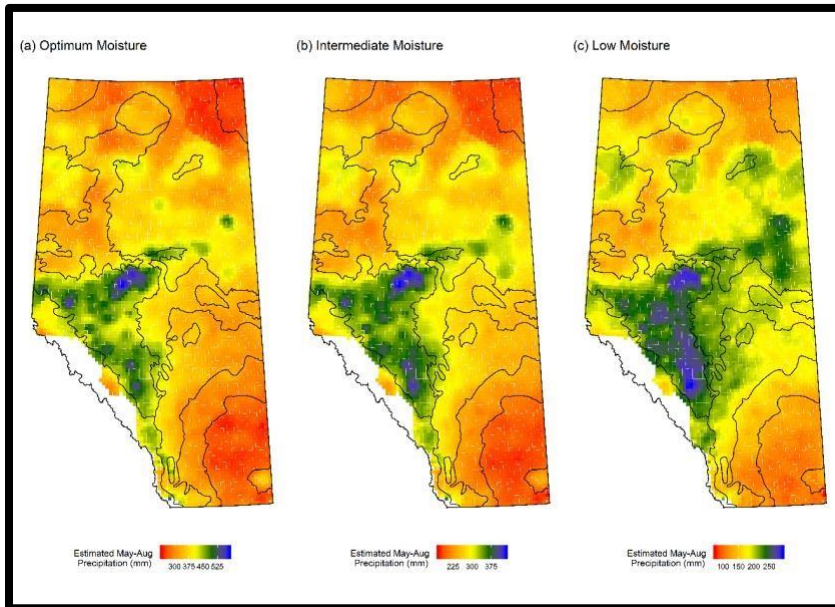 (a) Optimum Moisture
(b) Intermediate Moisture
(c) Low Moisture
Estimated May-Aug
Precipitation (mm)
300 375 450 525
Estimated May-Aug
Precipitation (mm)
225 300 375
Estimated May-Aug
Precipitation (mm)
100 150 200 250